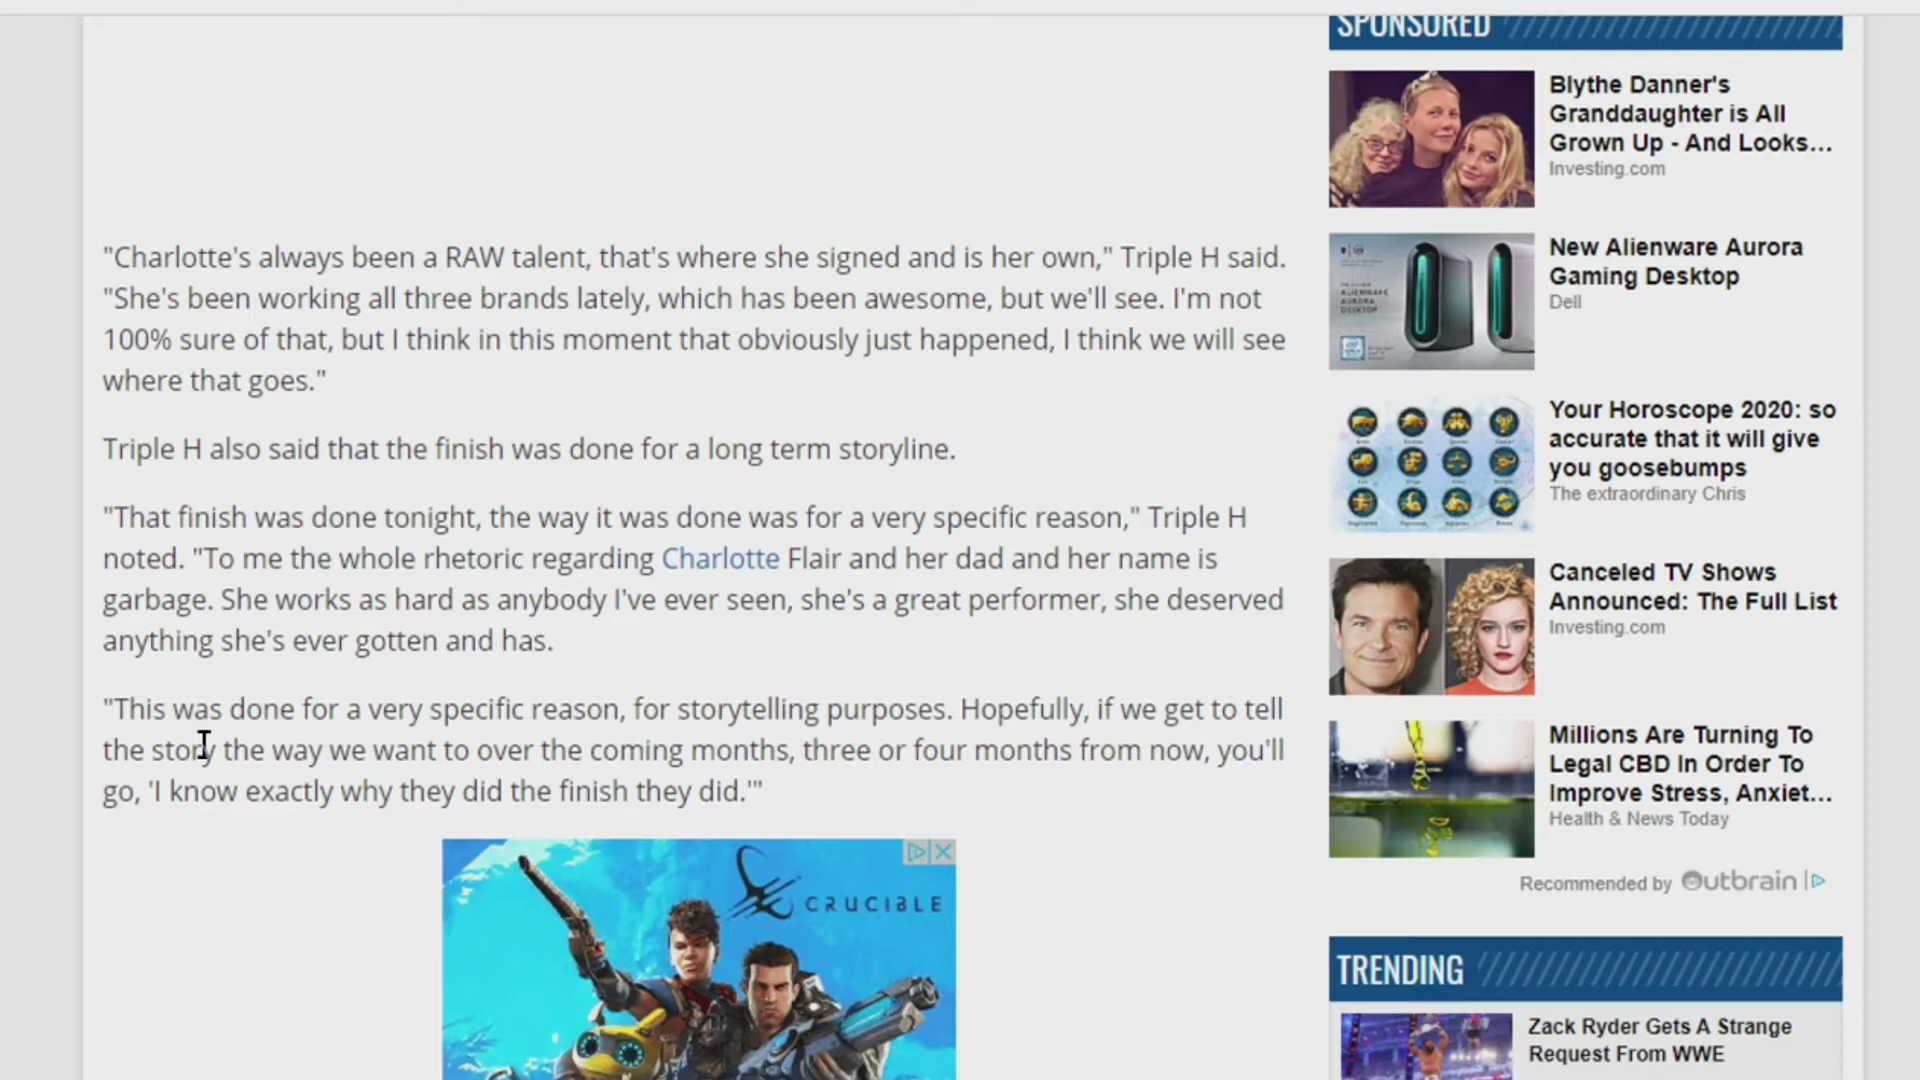 SPONSORED
Blythe Danner's
Granddaughter is All
Grown Up - And Looks...
Investing.com
New Alienware Aurora
Gaming Desktop
Dell
Your Horoscope 2020: so
accurate that it will give
you goosebumps
The extraordinary Chris
Canceled TV Shows
Announced: The Full List
Investing.com
Millions Are Turning To
Legal CBD In Order To
Improve Stress, Anxiet...
Health & News Today
Recommended by Outbrain
TRENDING
Zack Ryder Gets A Strange
Request From WWE
"Charlotte's always been a RAW talent, that's where she signed and is her own," Triple H said.
"She's been working all three brands lately, which has been awesome, but we'll see. I'm not
100% sure of that, but I think in this moment that obviously just happened, I think we will see
where that goes."
Triple H also said that the finish was done for a long term storyline.
"That finish was done tonight, the way it was done was for a very specific reason," Triple H
noted. "To me the whole rhetoric regarding Charlotte Flair and her dad and her name is
garbage. She works as hard as anybody I've ever seen, she's a great performer, she deserved
anything she's ever gotten and has.
"This was done for a very specific reason, for storytelling purposes. Hopefully, if we get to tell
the story the way we want to over the coming months, three or four months from now, you'll
go, 'I know exactly why they did the finish they did.'"
CRUCIBLE